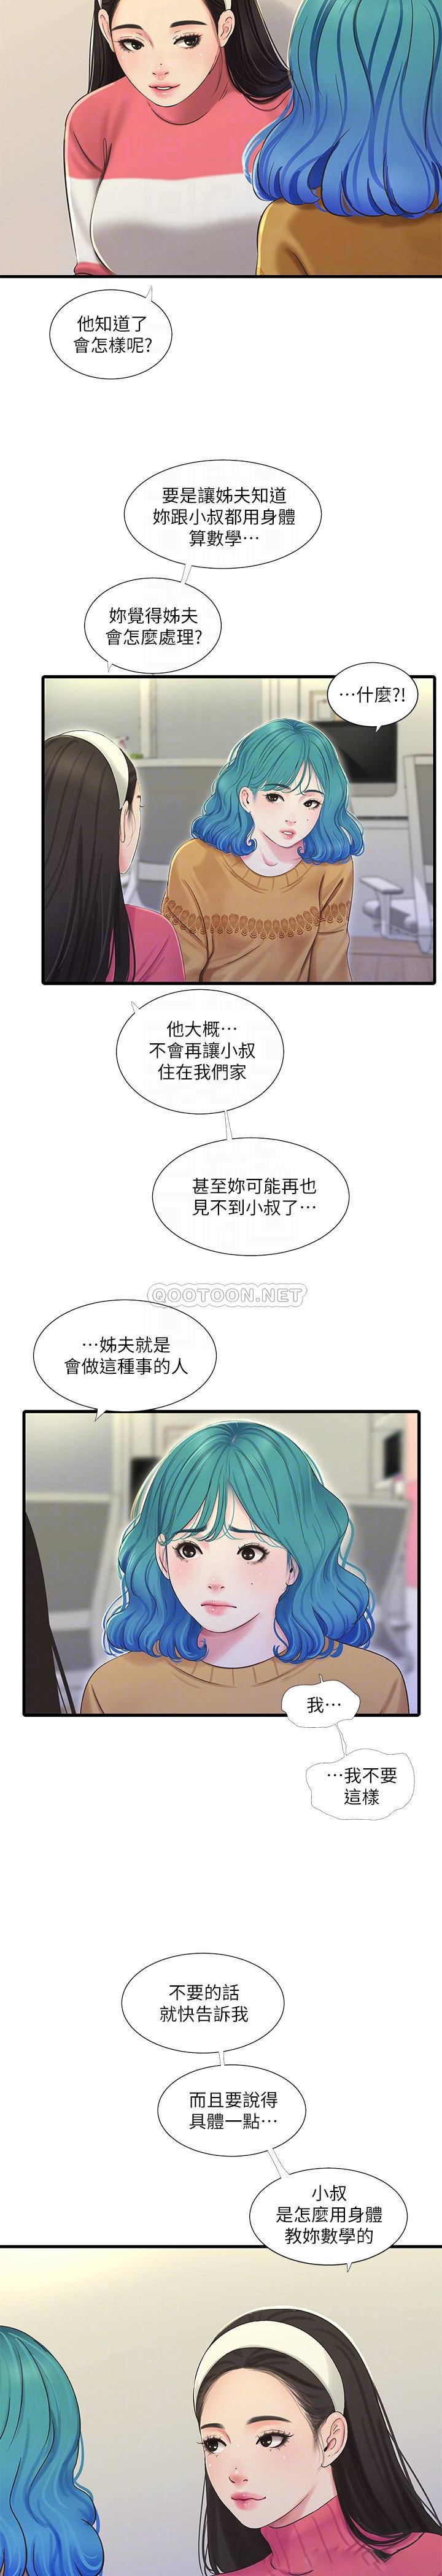 他知道了
會怎樣呢?
要是讓姊夫知道
妳跟小叔都用身體
算數學…
妳覺得姊夫
會怎麼處理?
…什麼?!
他大概…
不會再讓小叔
住在我們家
甚至妳可能再也
見不到小叔了…
QOOTOON.NET
…姊夫就是
會做這種事的人
我…
…我不要
這樣
不要的話
就快告訴我
而且要說得
具體一點…
小叔
是怎麼用身體
教妳數學的